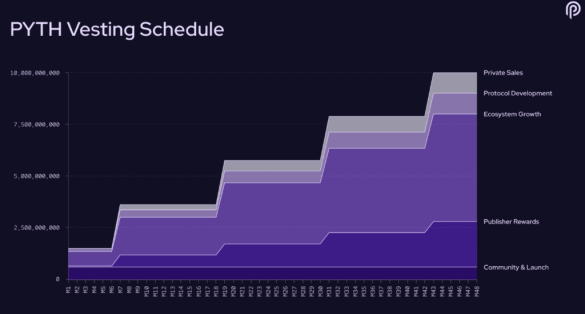 PYTH Vesting Schedule
10,000,000,000
7,500,000,000
5,000,000,000
2,500,000,000
0
Private Sales
Protocol Development
Ecosystem Growth
Publisher Rewards
Community & Launch
M1 M2 M3 M4 M5 M6 M7 M8 M9 M10 M11 M12 M13 M14 M15 M16 M17 M18 M19 M20 M21 M22 M23 M24 M25 M26 M27 M28 M29 M30 M31 M32 M33 M34 M35 M36 M37 M38 M39 M40 M41 M42 M43 M44 M45 M46 M47 M48